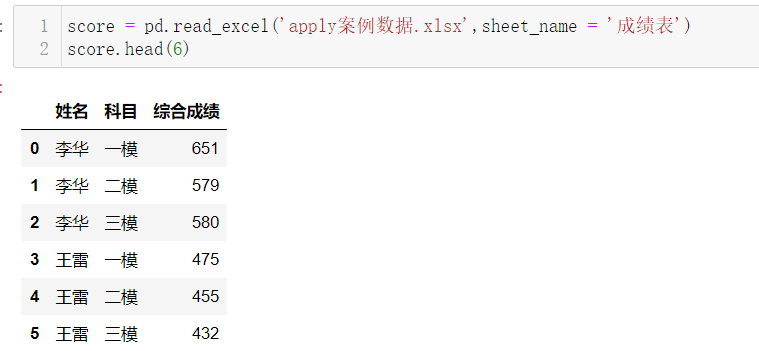 1 score = pd.read_excel('apply案例数据.xlsx',sheet_name = '成绩表')
2 score.head(6)
姓名 科目 综合成绩
0 李华 一模 651
1 李华 二模 579
2 李华 三模 580
3 王雷 一模 475
4 王雷 二模 455
5 王雷 三模 432